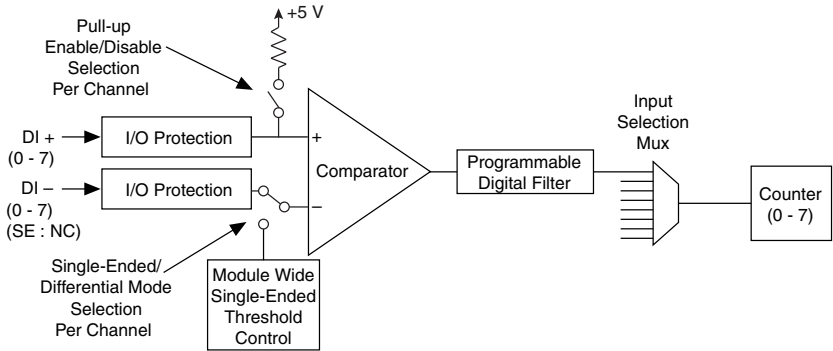 +5 V
Pull-up
Enable/Disable
Selection
Per Channel
DI +
(0 - 7)
I/O Protection
+
DI –
(0 - 7)
(SE : NC)
I/O Protection
–
Comparator
Programmable
Digital Filter
Input
Selection
Mux
Counter
(0 - 7)
Single-Ended/
Differential Mode
Selection
Per Channel
Module Wide
Single-Ended
Threshold
Control